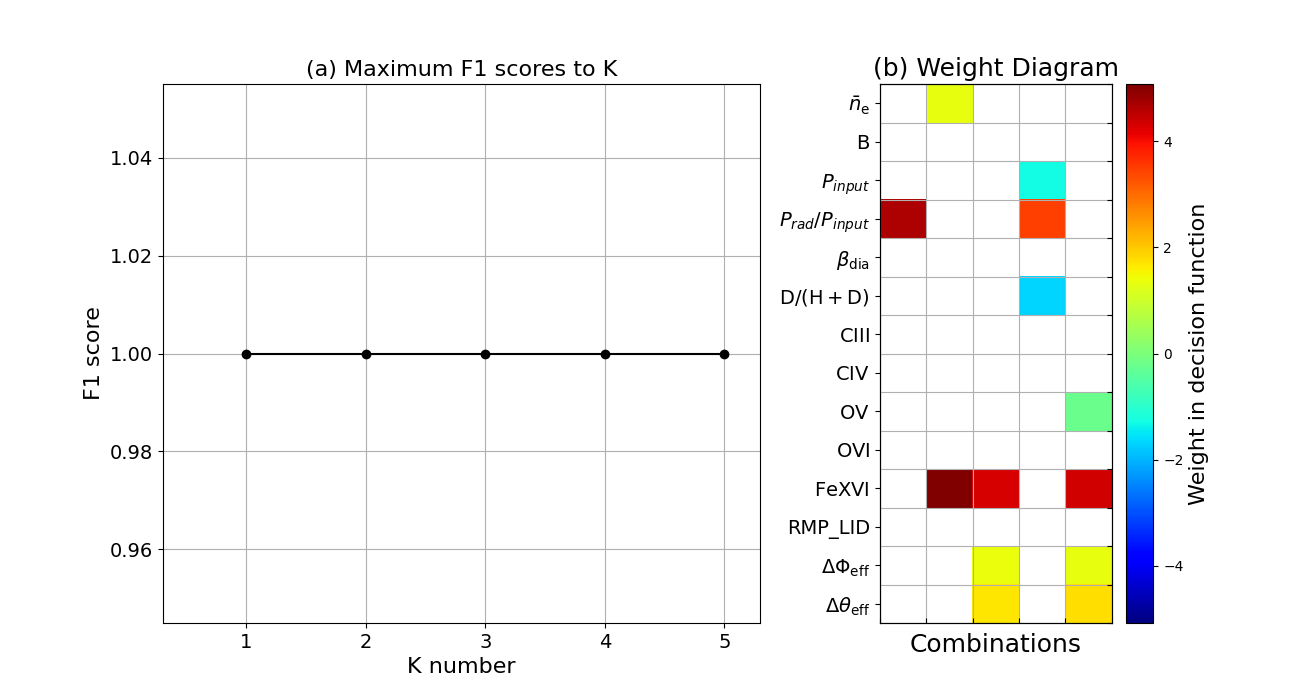 (a) Maximum F1 scores to K
1.04
1.02
1.00
0.98
0.96
F1 score
1 2 3 4 5
K number
(b) Weight Diagram
n̄e
B
Pinput
Prad/Pinput
βdia
D/(H + D)
CIII
CIV
OV
OVI
FeXVI
RMP_LID
ΔΦeff
Δθeff
Combinations
4
2
0
−2
−4
Weight in decision function